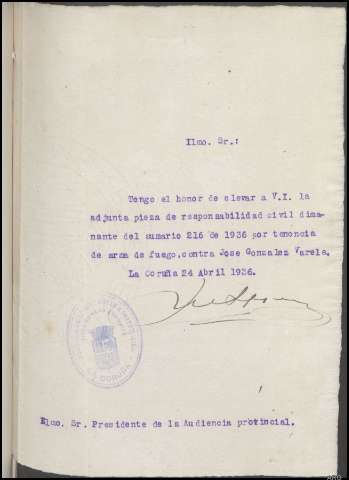 Ilmo. Sr.:
Tengo el honor de elevar a V.I. la
adjunta pieza de responsabilidad civil dima-
nante del sumario 216 de 1936 por tenencia
de arma de fuego, contra Jose Gonzalez Varela.
La Coruña 24 Abril 1936.
LA CORUÑA
Ilmo. Sr. Presidente de la Audiencia provincial.